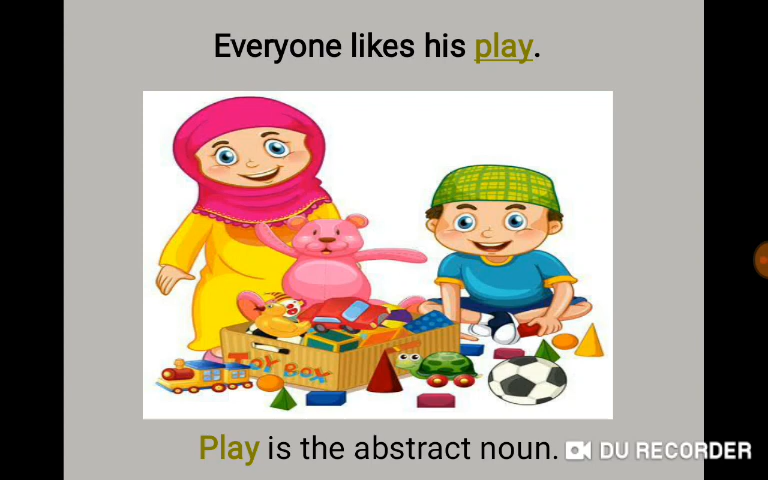 Everyone likes his play.
TOY BOX
Play is the abstract noun.
DU RECORDER